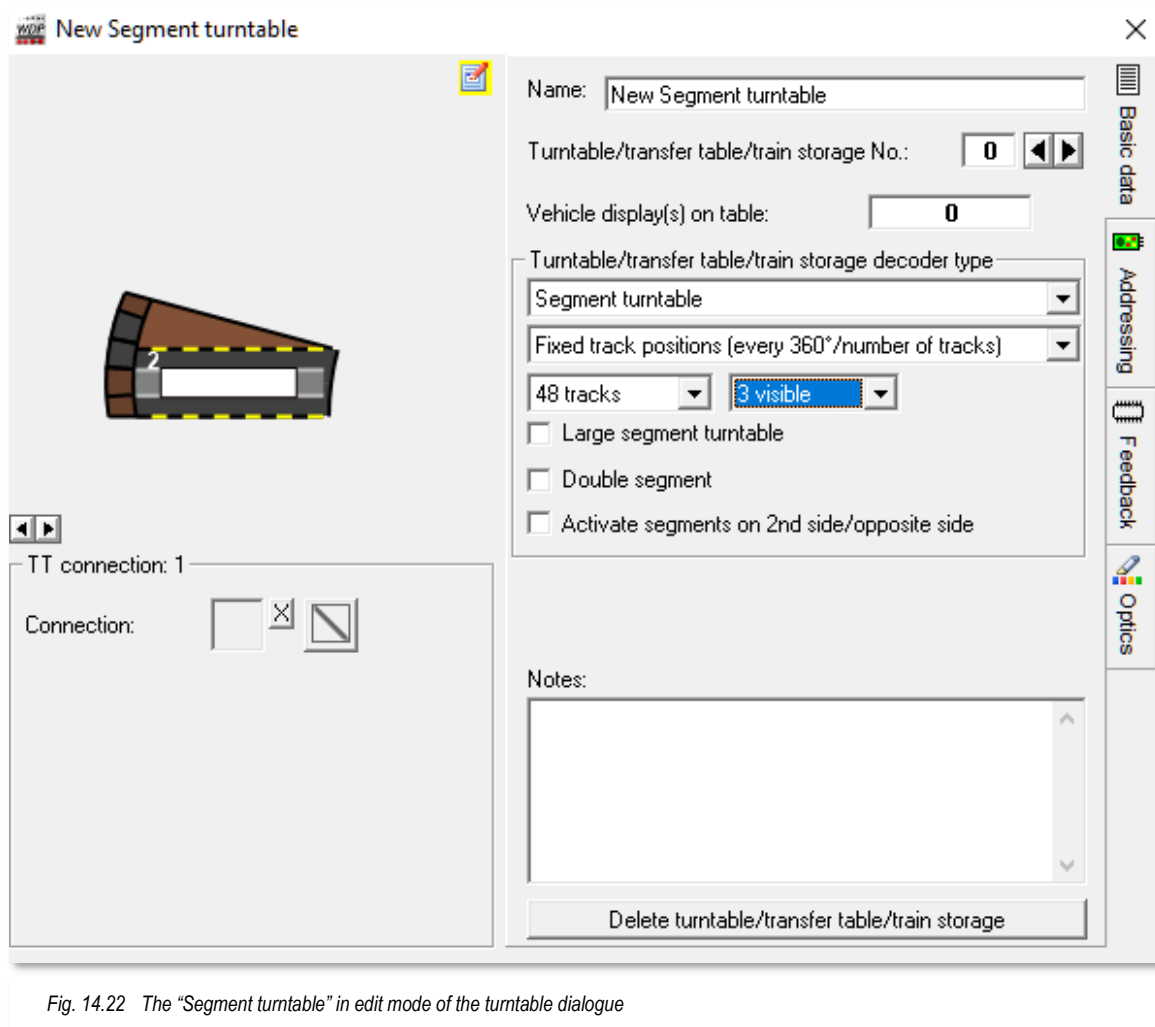 WDP New Segment turntable
Name: New Segment turntable
Turntable/transfer table/train storage No.: 0
Vehicle display(s) on table: 0
Turntable/transfer table/train storage decoder type
Segment turntable
Fixed track positions (every 360°/number of tracks)
48 tracks 3 visible
Large segment turntable
Double segment
Activate segments on 2nd side/opposite side
2
TT connection: 1
Connection: X
Notes:
Delete turntable/transfer table/train storage
Basic data
Addressing
Feedback
Optics
Fig. 14.22 The “Segment turntable” in edit mode of the turntable dialogue